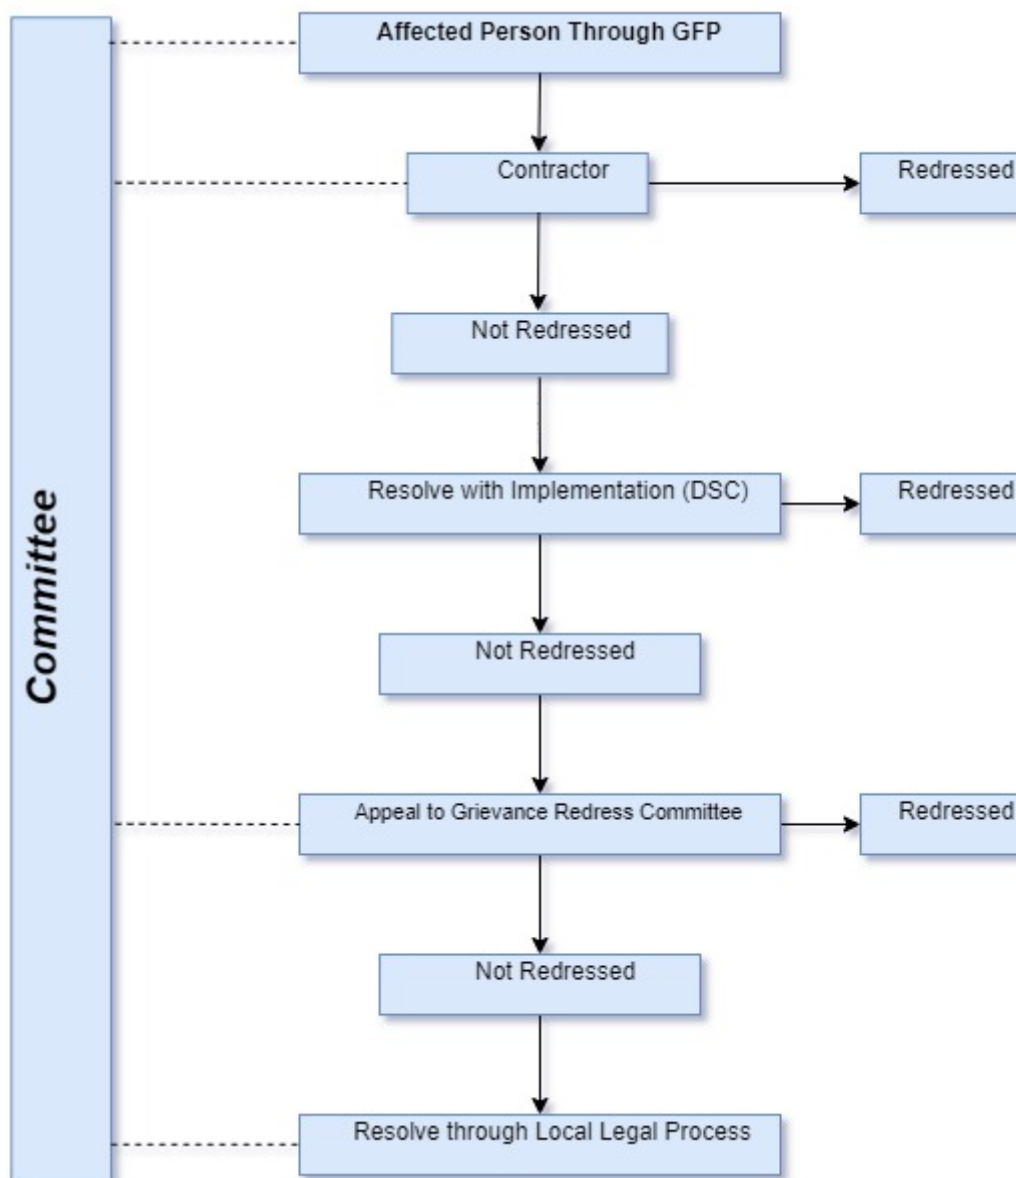 Affected Person Through GFP
Contractor
Redressed
Not Redressed
Resolve with Implementation (DSC)
Redressed
Committee
Not Redressed
Appeal to Grievance Redress Committee
Redressed
Not Redressed
Resolve through Local Legal Process